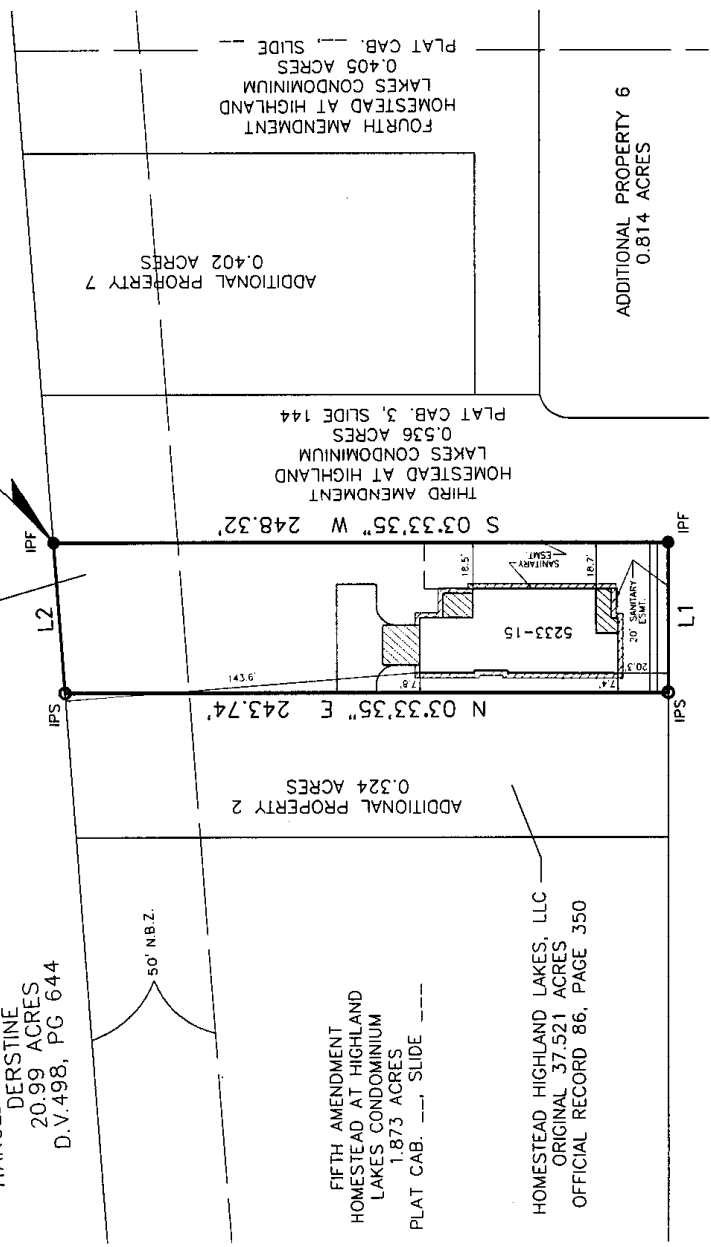 PLAT CAB. __, SLIDE __
0.405 ACRES
LAKES CONDOMINIUM
HOMESTEAD AT HIGHLAND
FOURTH AMENDMENT
ADDITIONAL PROPERTY 7
0.402 ACRES
ADDITIONAL PROPERTY 6
0.814 ACRES
THIRD AMENDMENT
HOMESTEAD AT HIGHLAND
LAKES CONDOMINIUM
0.536 ACRES
PLAT CAB. 3, SLIDE 144
S 03°33'35" W 248.32'
IPF
L2
IPS
143.6'
18.5'
SANITARY
ESMT.
18.7'
5233-15
20' SANITARY
ESMT.
20.3'
7.8'
7.4'
IPF
L1
IPS
N 03°33'35" E 243.74'
ADDITIONAL PROPERTY 2
0.324 ACRES
DERSTINE
20.99 ACRES
D.V.498, PG 644
50' N.B.Z.
FIFTH AMENDMENT
HOMESTEAD AT HIGHLAND
LAKES CONDOMINIUM
1.873 ACRES
PLAT CAB. __, SLIDE ___
HOMESTEAD HIGHLAND LAKES, LLC
ORIGINAL 37.521 ACRES
OFFICIAL RECORD 86, PAGE 350